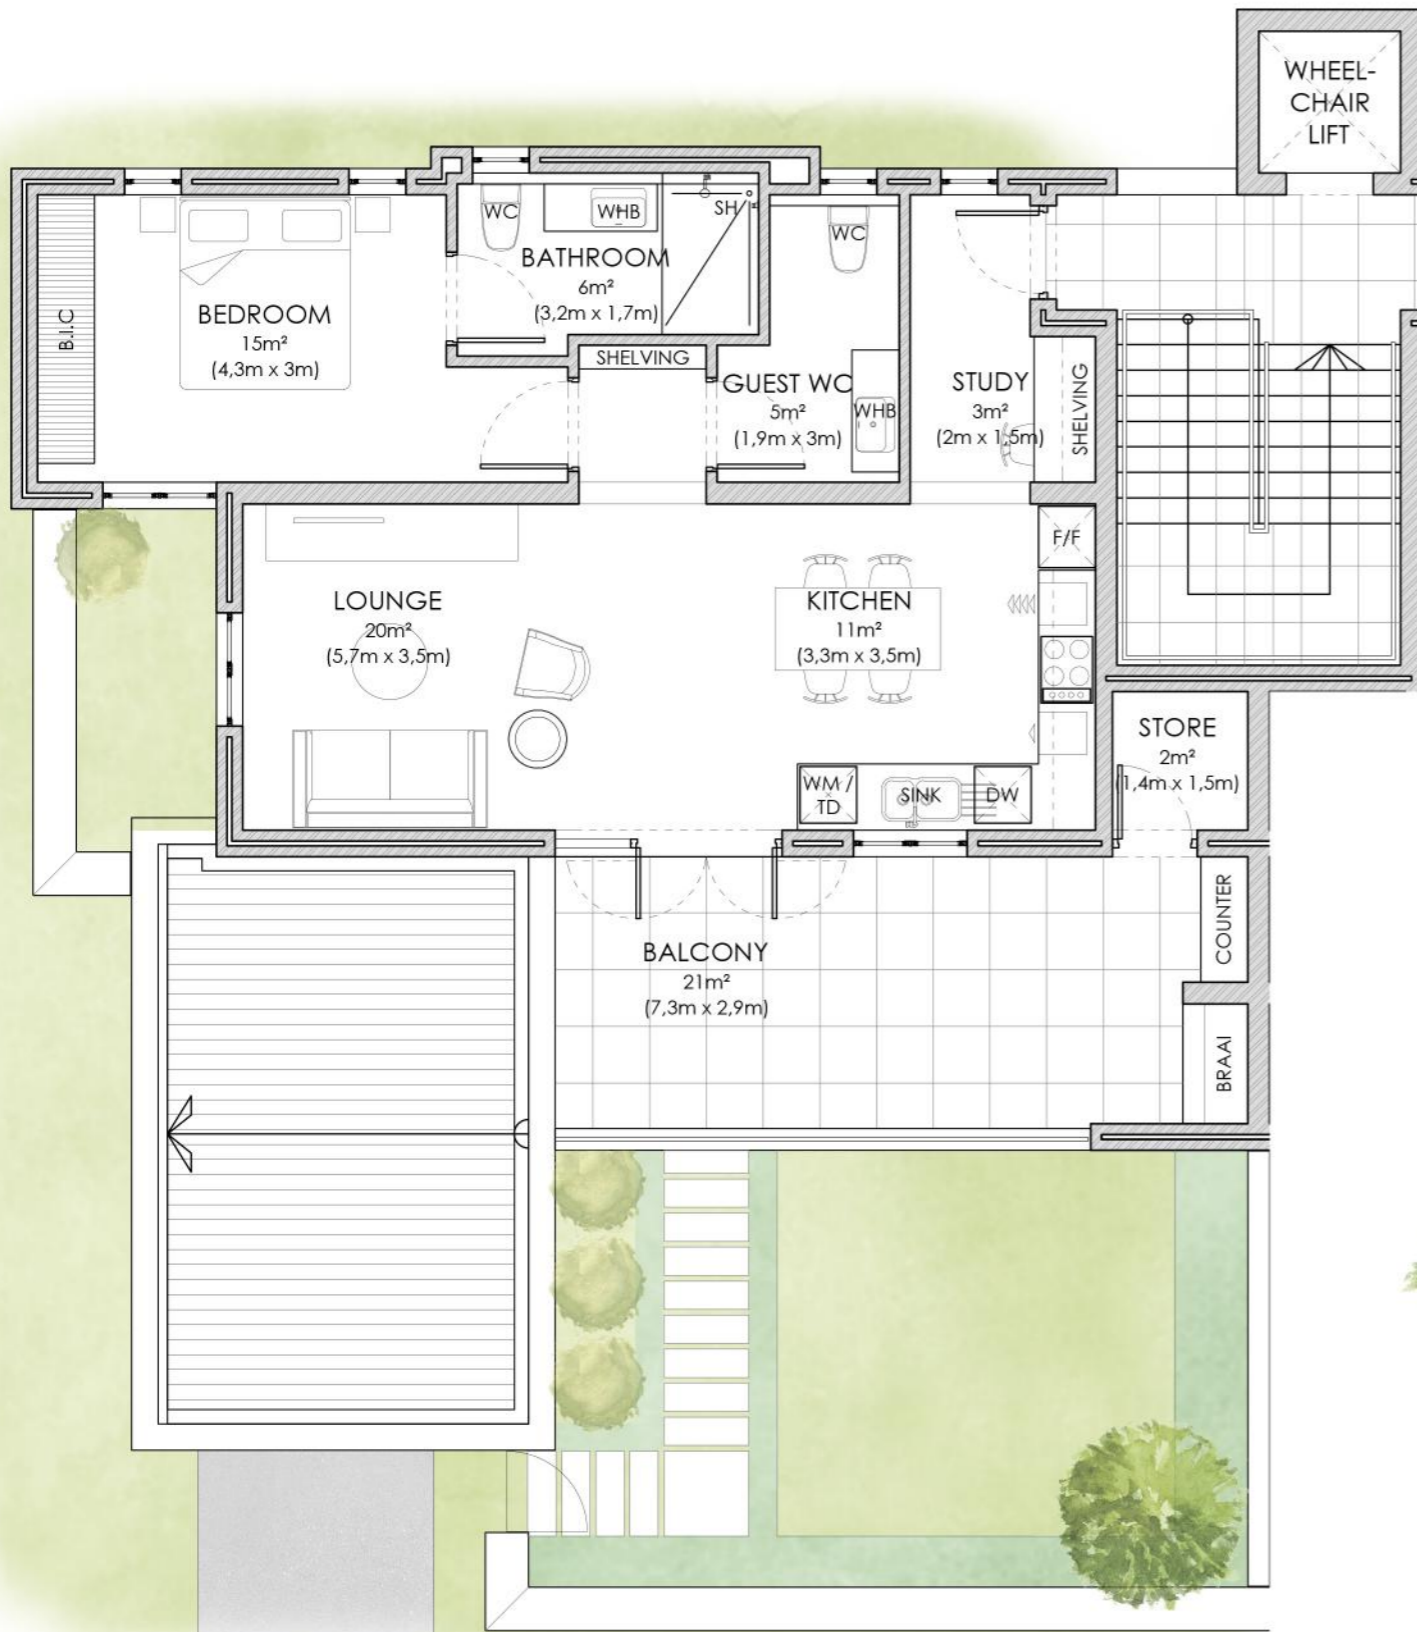 WHEEL-
CHAIR
LIFT
WC
WHB
SH
BATHROOM
6m²
(3,2m x 1,7m)
WC
B.I.C
BEDROOM
15m²
(4,3m x 3m)
SHELVING
GUEST WC
5m²
(1,9m x 3m)
WHB
STUDY
3m²
(2m x 1,5m)
SHELVING
F/F
LOUNGE
20m²
(5,7m x 3,5m)
KITCHEN
11m²
(3,3m x 3,5m)
STORE
2m²
(1,4m x 1,5m)
WM /
TD
SINK
DW
COUNTER
BALCONY
21m²
(7,3m x 2,9m)
BRAAI